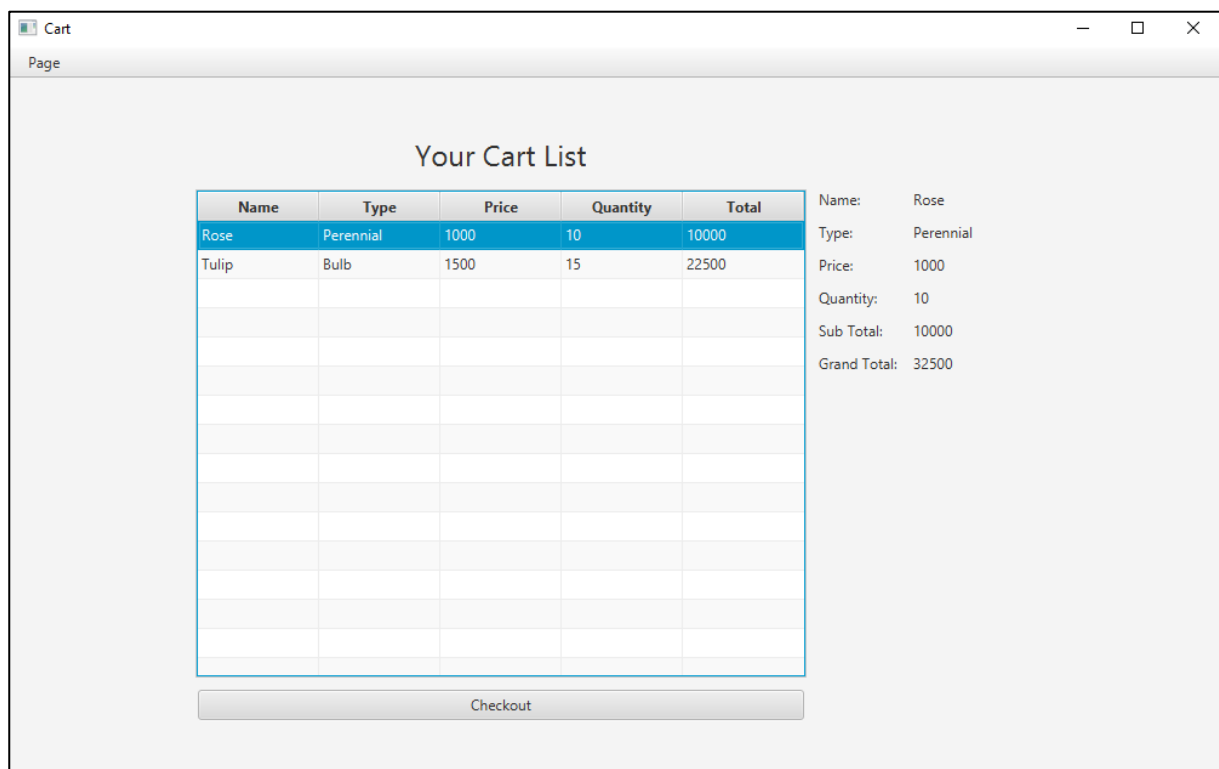 Cart
Page
Your Cart List
Name Type Price Quantity Total
Rose Perennial 1000 10 10000
Tulip Bulb 1500 15 22500
Name: Rose
Type: Perennial
Price: 1000
Quantity: 10
Sub Total: 10000
Grand Total: 32500
Checkout